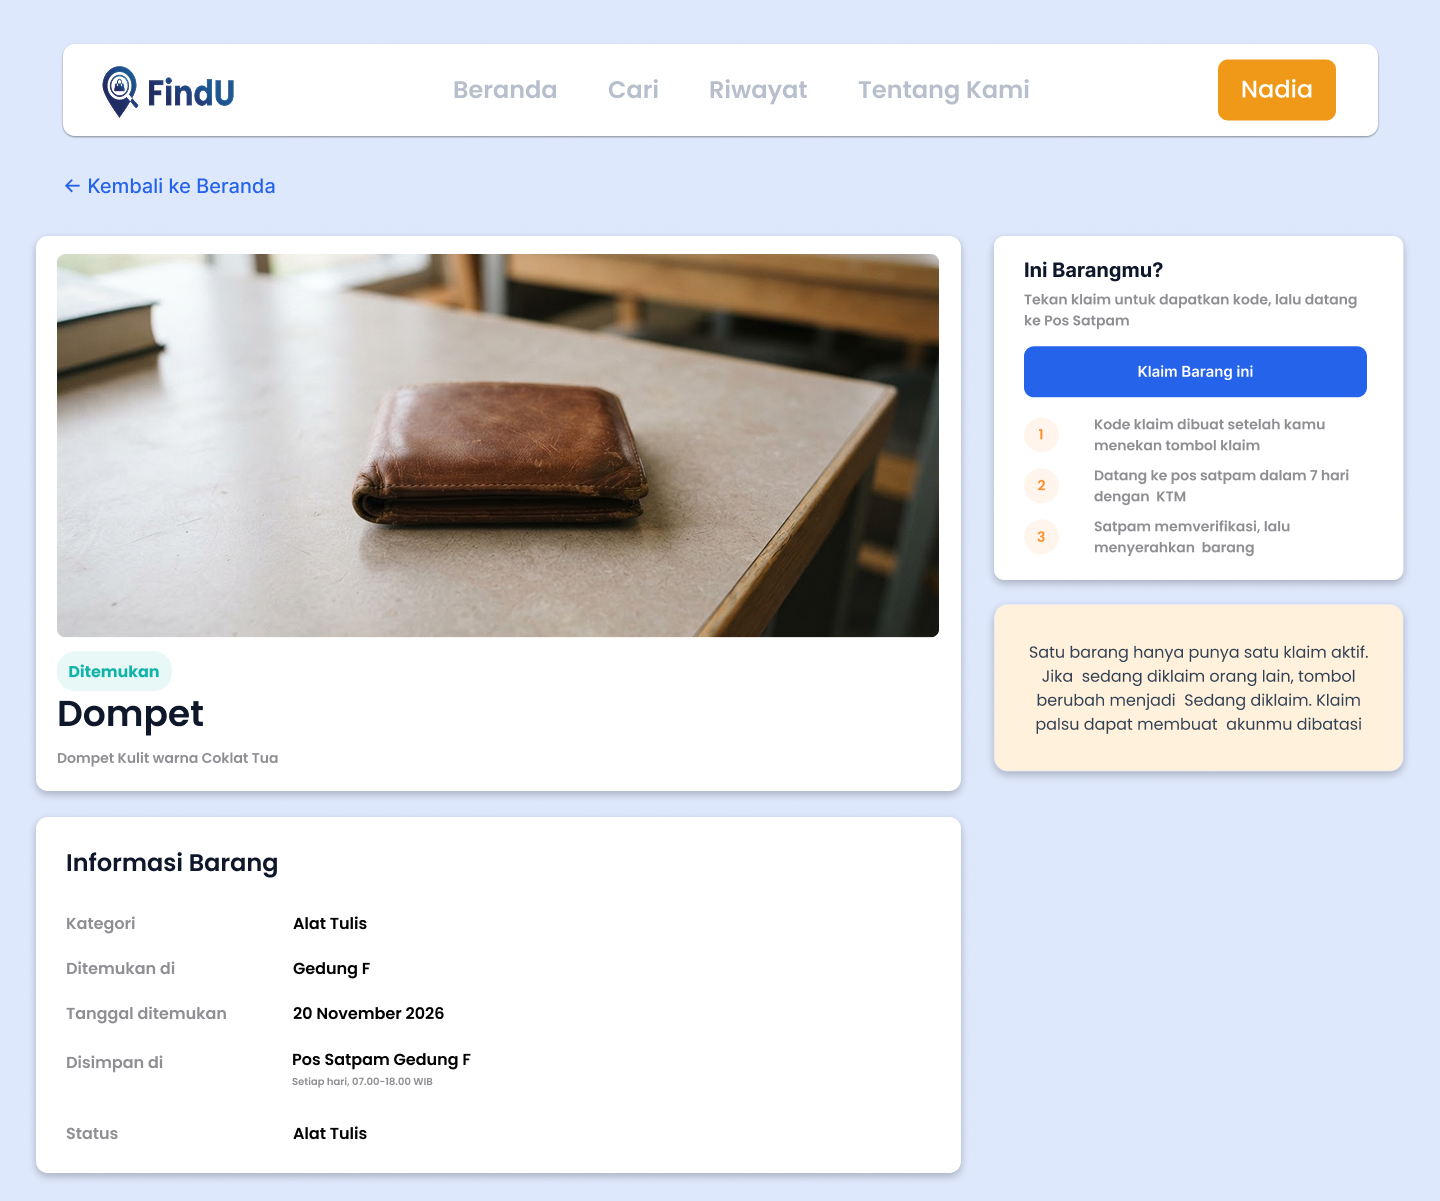 FindU
Beranda
Cari
Riwayat
Tentang Kami
Nadia
← Kembali ke Beranda
Ditemukan
Dompet
Dompet Kulit warna Coklat Tua
Ini Barangmu?
Tekan klaim untuk dapatkan kode, lalu datang
ke Pos Satpam
Klaim Barang ini
1
Kode klaim dibuat setelah kamu
menekan tombol klaim
2
Datang ke pos satpam dalam 7 hari
dengan  KTM
3
Satpam memverifikasi, lalu
menyerahkan  barang
Satu barang hanya punya satu klaim aktif.
Jika  sedang diklaim orang lain, tombol
berubah menjadi  Sedang diklaim. Klaim
palsu dapat membuat  akunmu dibatasi
Informasi Barang
Kategori
Alat Tulis
Ditemukan di
Gedung F
Tanggal ditemukan
20 November 2026
Disimpan di
Pos Satpam Gedung F
Setiap hari, 07.00-18.00 WIB
Status
Alat Tulis